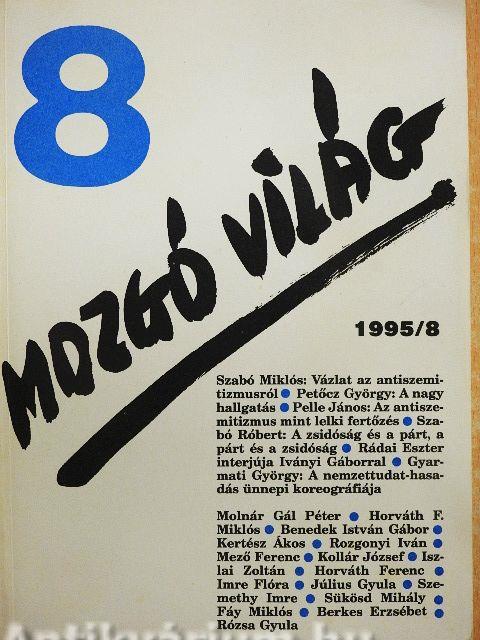 8
MOZGÓ VILÁG
1995/8
Szabó Miklós: Vázlat az antiszemi-
tizmusról ● Petőcz György: A nagy
hallgatás ● Pelle János: Az antisze-
mitizmus mint lelki fertőzés ● Sza-
bó Róbert: A zsidóság és a párt, a
párt és a zsidóság ● Rádai Eszter
interjúja Iványi Gáborral ● Gyar-
mati György: A nemzettudat-hasa-
dás ünnepi koreográfiája
Molnár Gál Péter ● Horváth F.
Miklós ● Benedek István Gábor ●
Kertész Ákos ● Rozgonyi Iván ●
Mező Ferenc ● Kollár József ● Isz-
lai Zoltán ● Horváth Ferenc ●
Imre Flóra ● Július Gyula ● Sze-
methy Imre ● Sükösd Mihály ●
Fáy Miklós ● Berkes Erzsébet ●
Rózsa Gyula
Antikvarium.hu